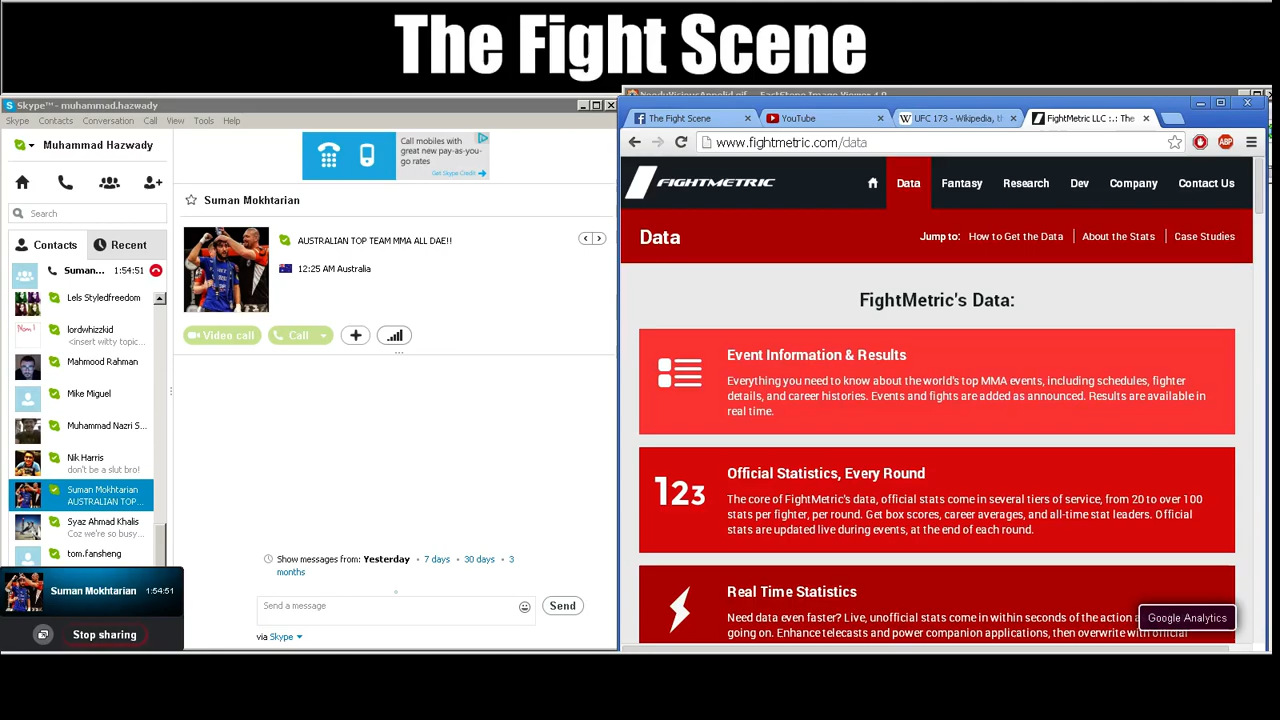 The Fight Scene
Skype™ - muhammad.hazwady
Skype Contacts Conversation Call View Tools Help
Muhammad Hazwady
Search
Contacts Recent
Suman... 1:54:51
Lels Styledfreedom
lordwhizzkid
<insert witty topic...
Mahmood Rahman
Mike Miguel
Muhammad Nazri S...
Nik Harris
don't be a slut bro!
Suman Mokhtarian
AUSTRALIAN TOP...
Syaz Ahmad Khalis
Coz we're so busy...
tom.fansheng
Suman Mokhtarian 1:54:51
Stop sharing
Call mobiles with
great new pay-as-you-
go rates
Get Skype Credit
Suman Mokhtarian
AUSTRALIAN TOP TEAM MMA ALL DAE!!
12:25 AM Australia
Video call Call
Show messages from: Yesterday • 7 days • 30 days • 3
months
Send a message
Send
via Skype
The Fight Scene YouTube UFC 173 - Wikipedia, th FightMetric LLC :.: The
www.fightmetric.com/data
ABP
FIGHTMETRIC
Data Fantasy Research Dev Company Contact Us
Data
Jump to: How to Get the Data About the Stats Case Studies
FightMetric's Data:
Event Information & Results
Everything you need to know about the world's top MMA events, including schedules, fighter
details, and career histories. Events and fights are added as announced. Results are available in
real time.
123
Official Statistics, Every Round
The core of FightMetric's data, official stats come in several tiers of service, from 20 to over 100
stats per fighter, per round. Get box scores, career averages, and all-time stat leaders. Official
stats are updated live during events, at the end of each round.
Real Time Statistics
Need data even faster? Live, unofficial stats come in within seconds of the action
going on. Enhance telecasts and power companion applications, then overwrite with official
Google Analytics